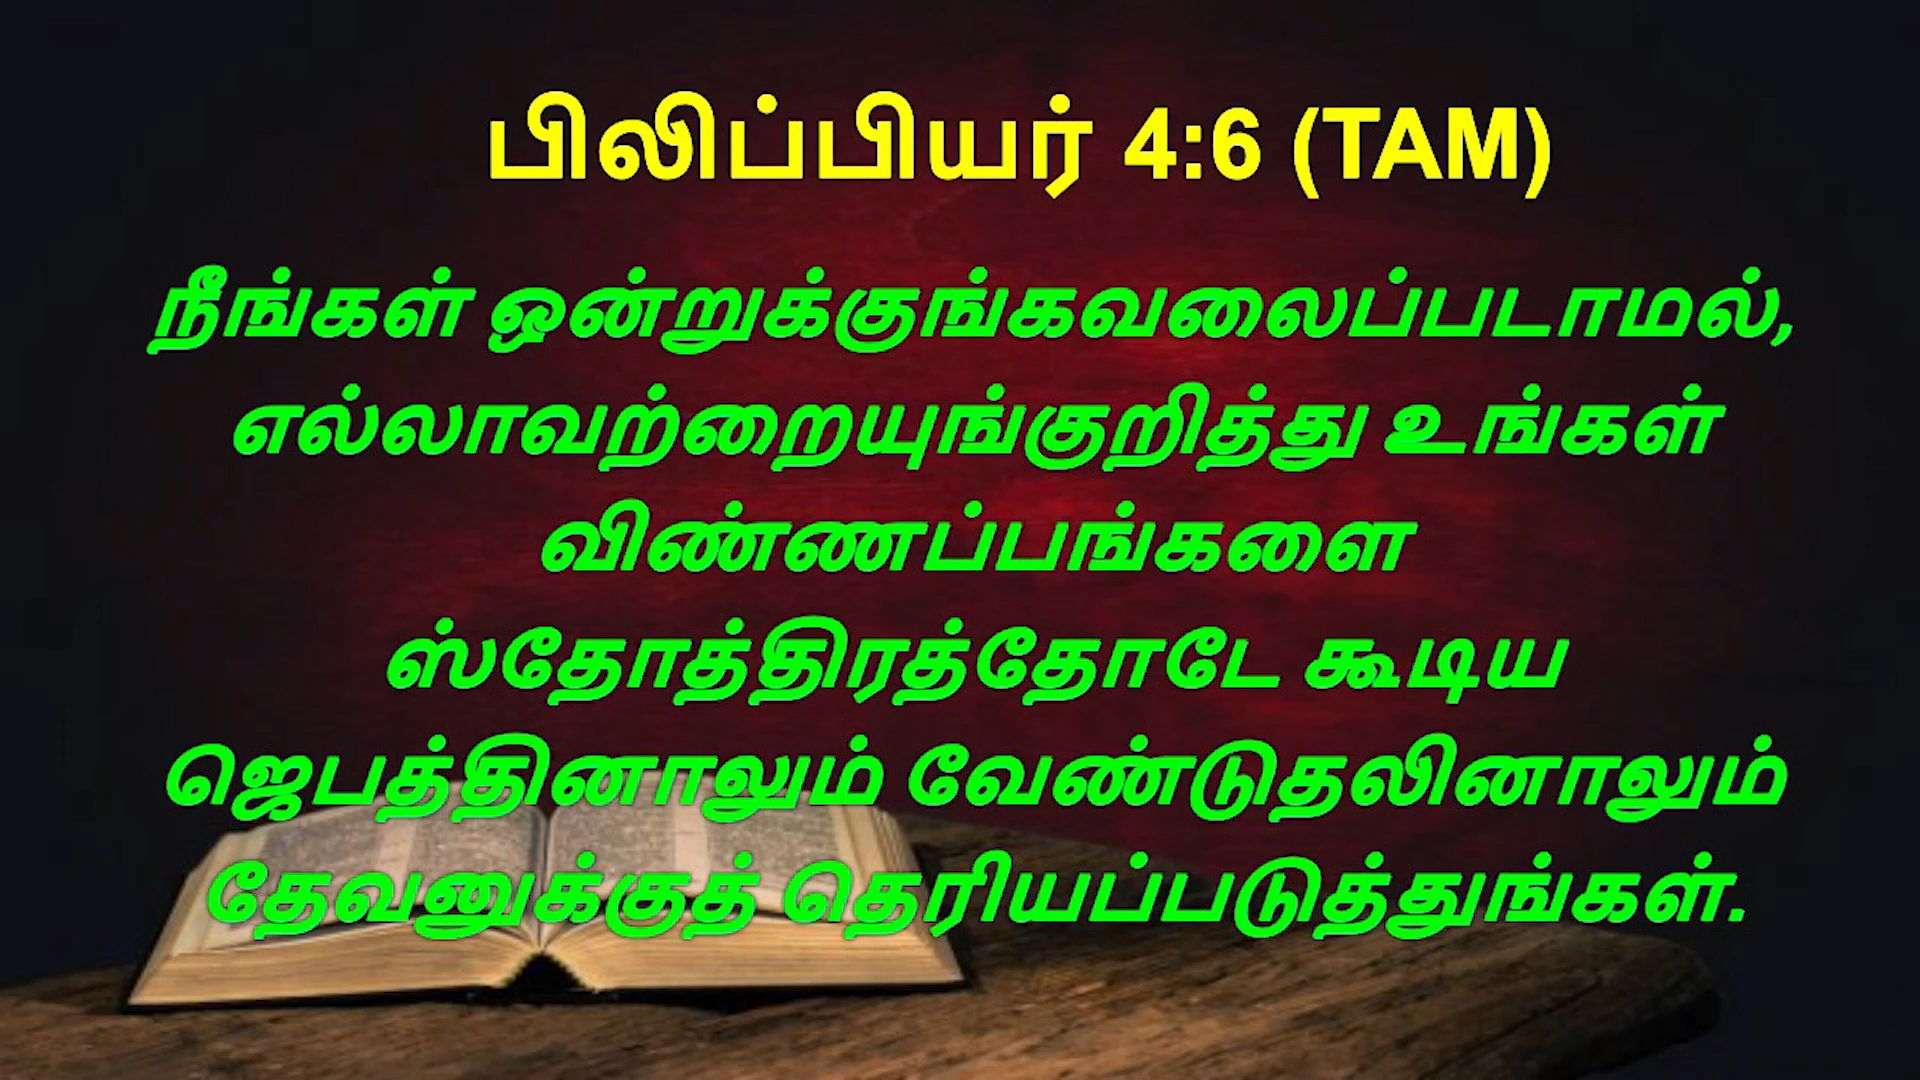 பிலிப்பியர் 4:6 (TAM)
நீங்கள் ஒன்றுக்குங்கவலைப்படாமல்,
எல்லாவற்றையுங்குறித்து உங்கள்
விண்ணப்பங்களை
ஸ்தோத்திரத்தோடே கூடிய
ஜெபத்தினாலும் வேண்டுதலினாலும்
தேவனுக்குத் தெரியப்படுத்துங்கள்.